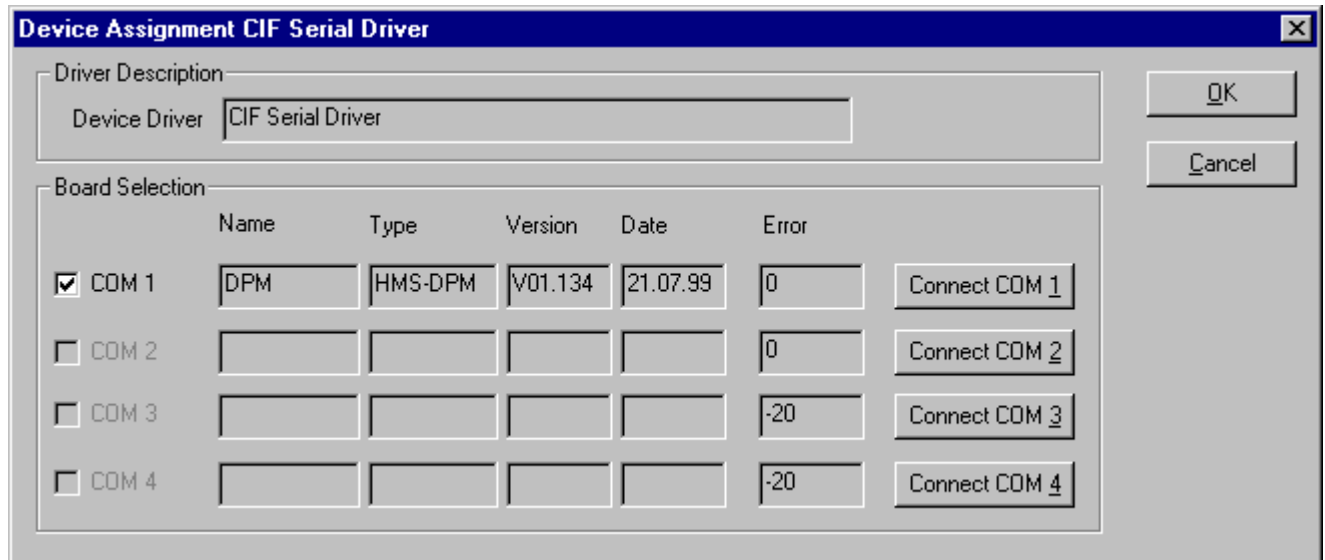 Device Assignment CIF Serial Driver
Driver Description
OK
Device Driver CIF Serial Driver
Cancel
Board Selection
Name Type Version Date Error
COM 1 DPM HMS-DPM V01.134 21.07.99 0 Connect COM 1
COM 2 0 Connect COM 2
COM 3 -20 Connect COM 3
COM 4 -20 Connect COM 4